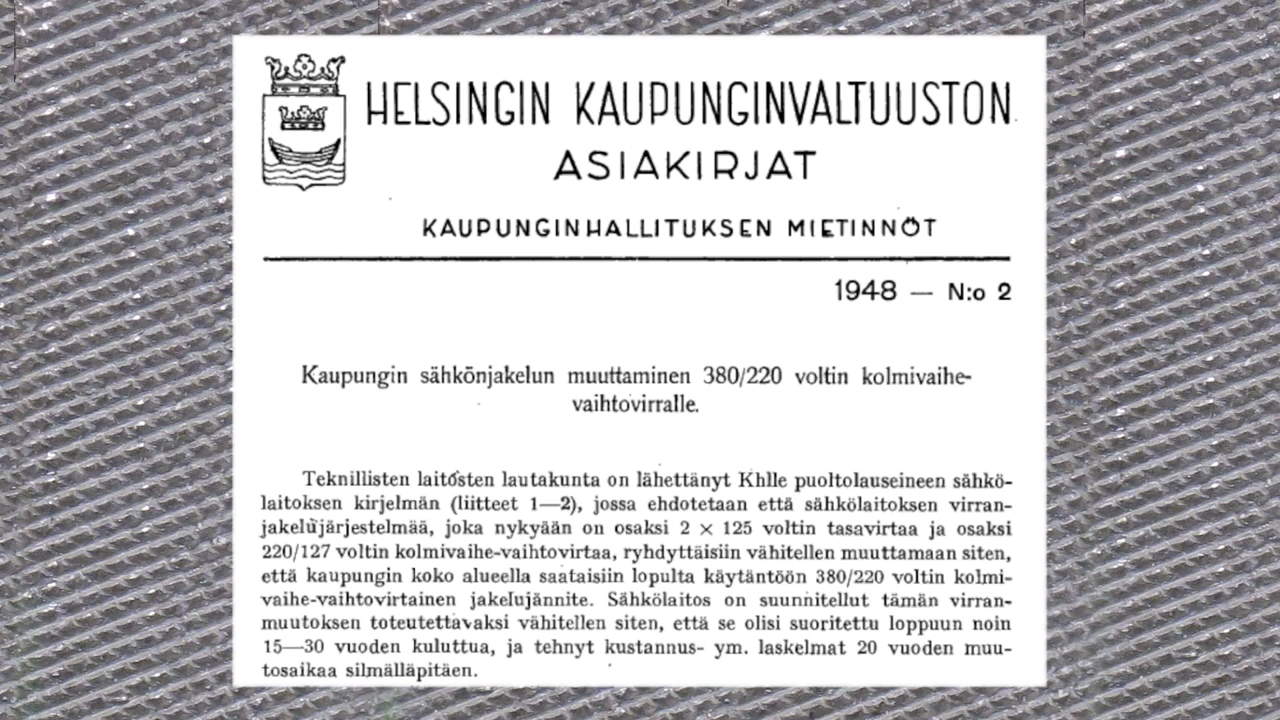 HELSINGIN KAUPUNGINVALTUUSTON
ASIAKIRJAT
KAUPUNGINHALLITUKSEN MIETINNÖT
1948 — N:o 2
Kaupungin sähkönjakelun muuttaminen 380/220 voltin kolmivaihe-
vaihtovirralle.
Teknillisten laitosten lautakunta on lähettänyt Khlle puoltolauseineen sähkö-
laitoksen kirjelmän (liitteet 1—2), jossa ehdotetaan että sähkölaitoksen virran-
jakelujärjestelmää, joka nykyään on osaksi 2 × 125 voltin tasavirtaa ja osaksi
220/127 voltin kolmivaihe-vaihtovirtaa, ryhdyttäisiin vähitellen muuttamaan siten,
että kaupungin koko alueella saataisiin lopulta käytäntöön 380/220 voltin kolmi-
vaihe-vaihtovirtainen jakelujännite. Sähkölaitos on suunnitellut tämän virran-
muutoksen toteutettavaksi vähitellen siten, että se olisi suoritettu loppuun noin
15—30 vuoden kuluttua, ja tehnyt kustannus- ym. laskelmat 20 vuoden muu-
tosaikaa silmälläpitäen.